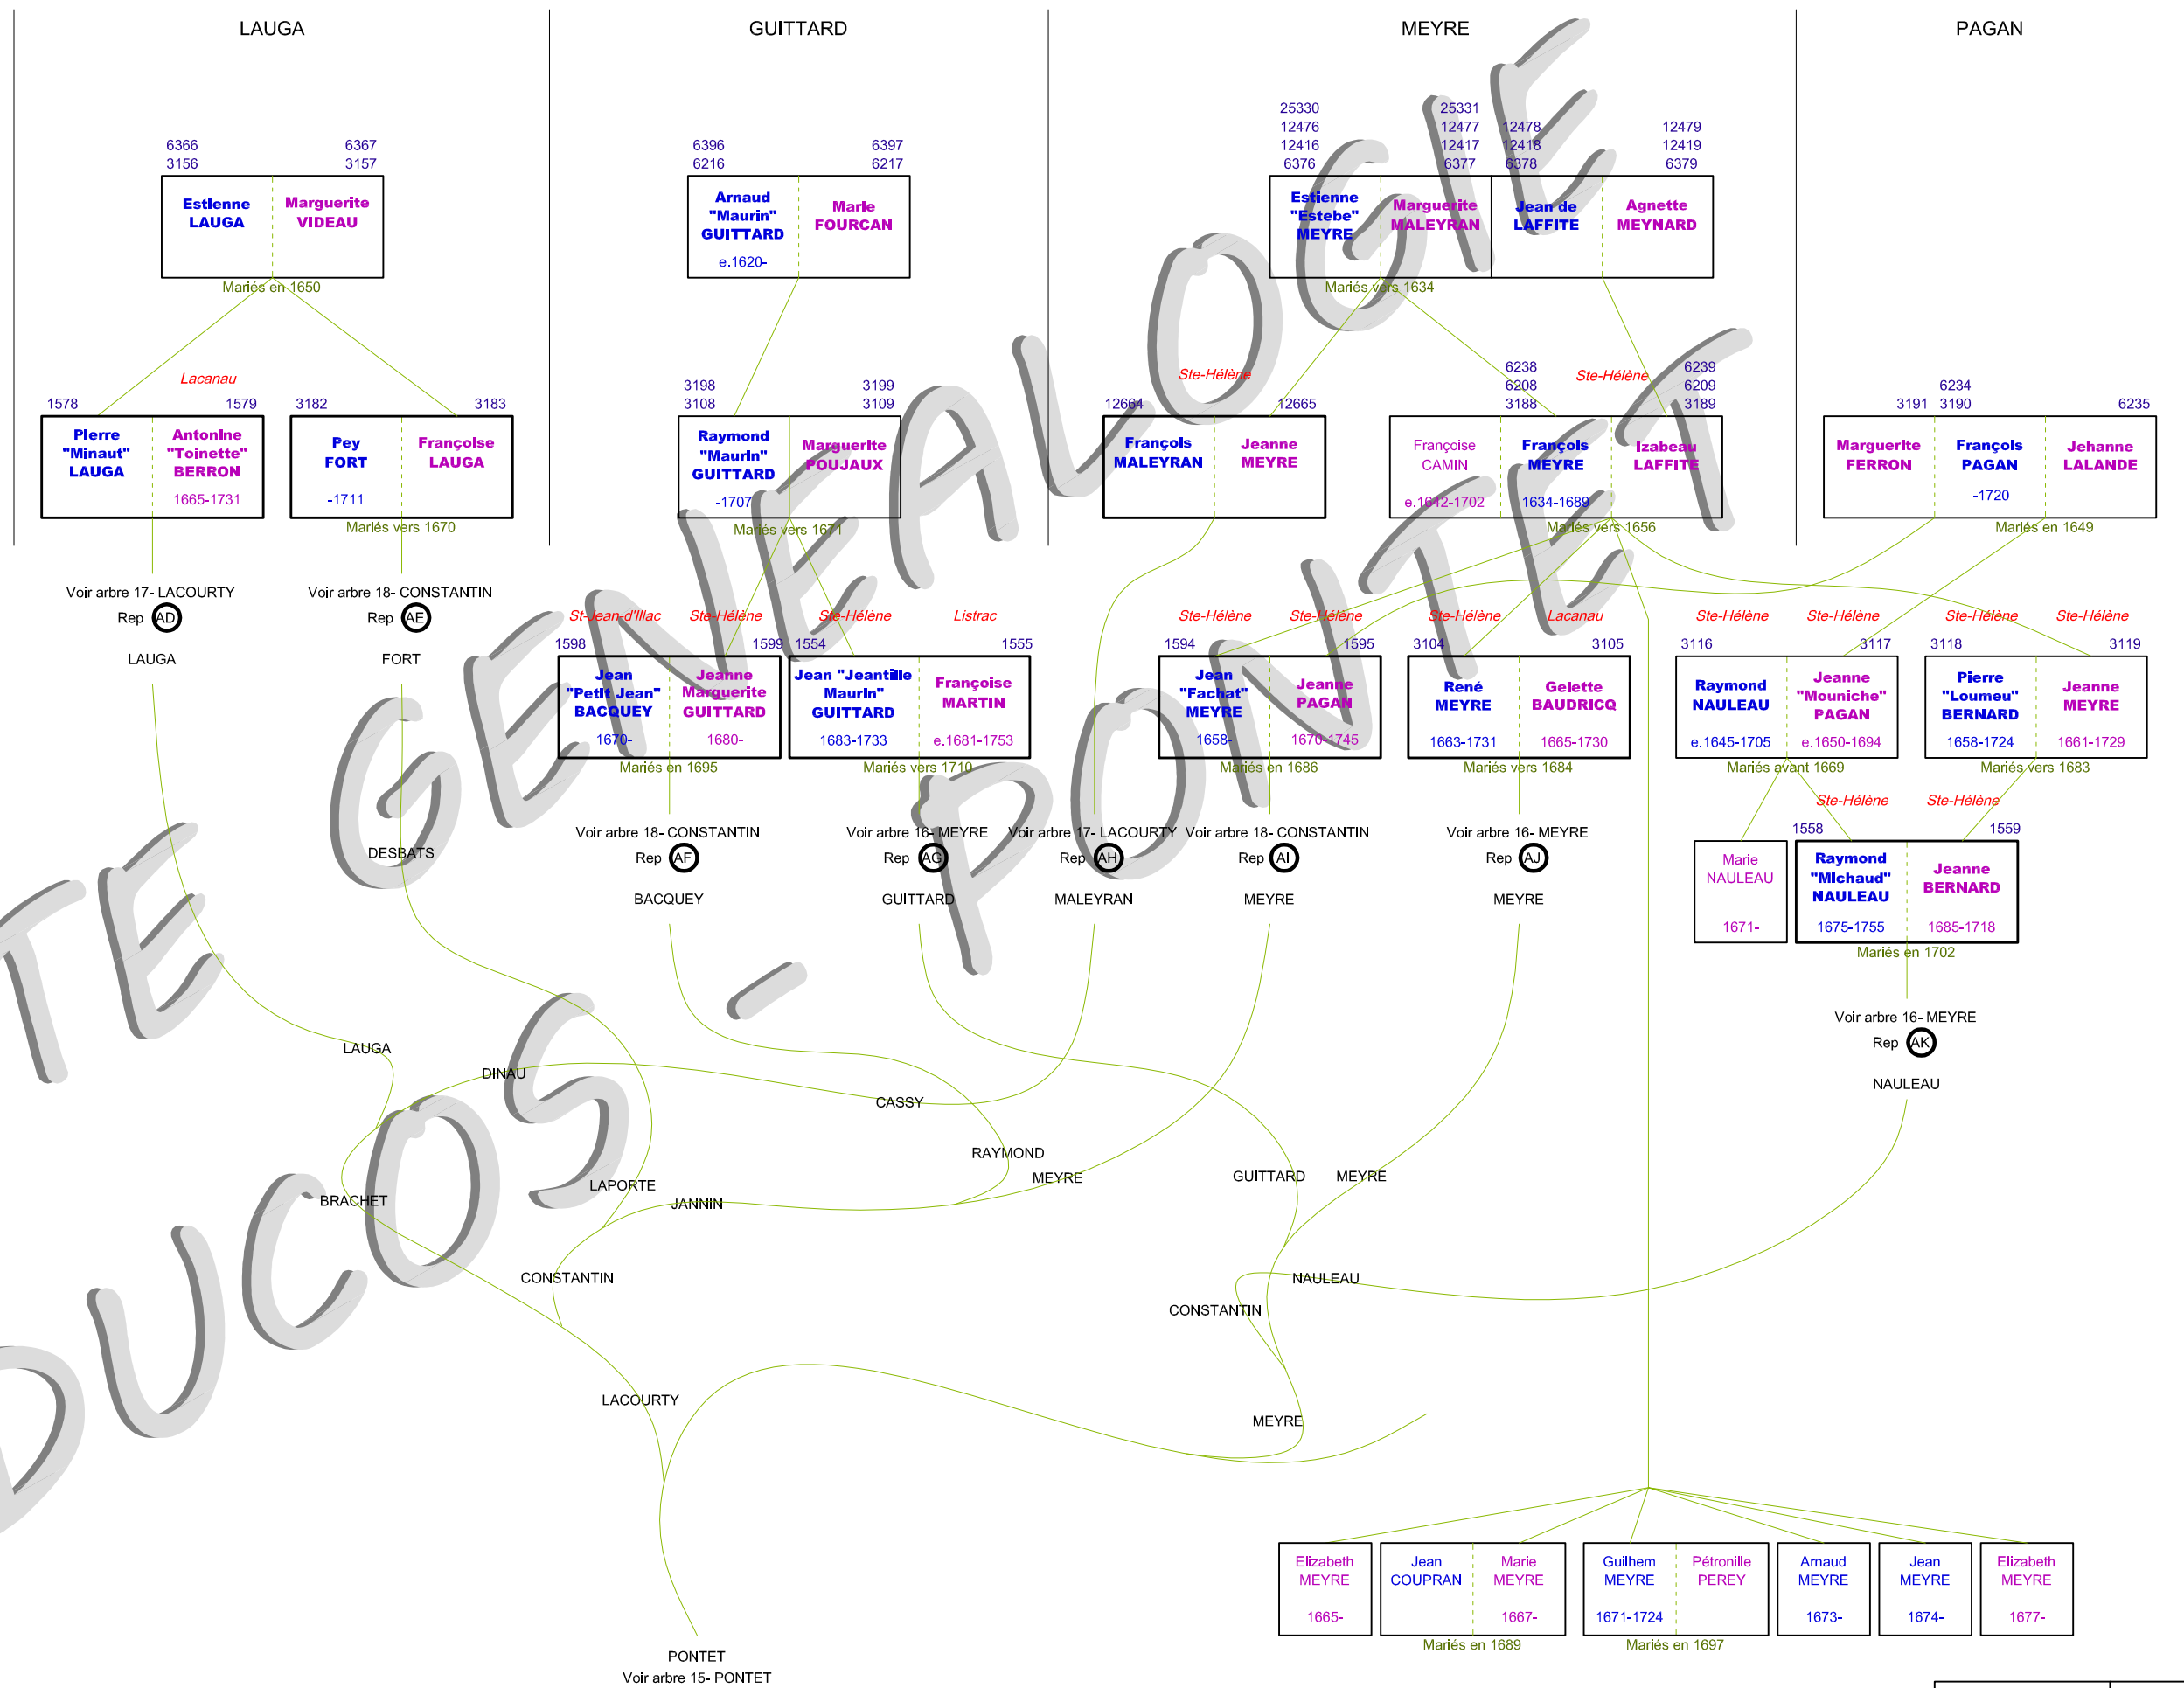 LAUGA
GUITTARD
MEYRE
PAGAN
6366
3156
6367
3157
Estienne
LAUGA
Marguerite
VIDEAU
Mariés en 1650
6396
6216
6397
6217
Arnaud
"Maurin"
GUITTARD
e.1620-
Marie
FOURCAN
25330
12476
12416
6376
25331
12477
12417
6377
12478
12418
6378
12479
12419
6379
Estienne
"Estebe"
MEYRE
Marguerite
MALEYRAN
Jean de
LAFFITE
Agnette
MEYNARD
Mariés vers 1634
Lacanau
1578
1579
Pierre
"Minaut"
LAUGA
Antonine
"Toinette"
BERRON
1665-1731
3182
3183
Pey
FORT
-1711
Françoise
LAUGA
Mariés vers 1670
3198
3108
3199
3109
Raymond
"Maurin"
GUITTARD
-1707
Marguerite
POUJAUX
Mariés vers 1671
Ste-Hélène
12664
12665
François
MALEYRAN
Jeanne
MEYRE
6238
6208
3188
Ste-Hélène
6239
6209
3189
Françoise
CAMIN
e.1642-1702
François
MEYRE
1634-1689
Izabeau
LAFFITE
Mariés vers 1656
3191
6234
3190
6235
Marguerite
FERRON
François
PAGAN
-1720
Jehanne
LALANDE
Mariés en 1649
Voir arbre 17- LACOURTY
Rep AD
LAUGA
Voir arbre 18- CONSTANTIN
Rep AE
FORT
St-Jean-d'Illac
Ste-Hélène
1598
1599
Jean
"Petit Jean"
BACQUEY
1670-
Jeanne
Marguerite
GUITTARD
1680-
Mariés en 1695
Ste-Hélène
Listrac
1554
1555
Jean "Jeantille
Maurin"
GUITTARD
1683-1733
Françoise
MARTIN
e.1681-1753
Mariés vers 1710
Ste-Hélène
Ste-Hélène
1594
1595
Jean
"Fachat"
MEYRE
1658-
Jeanne
PAGAN
1670-1745
Mariés en 1686
Ste-Hélène
Lacanau
3104
3105
René
MEYRE
1663-1731
Gelette
BAUDRICQ
1665-1730
Mariés vers 1684
Ste-Hélène
Ste-Hélène
3116
3117
Raymond
NAULEAU
e.1645-1705
Jeanne
"Mouniche"
PAGAN
e.1650-1694
Mariés avant 1669
Ste-Hélène
Ste-Hélène
3118
3119
Pierre
"Loumeu"
BERNARD
1658-1724
Jeanne
MEYRE
1661-1729
Mariés vers 1683
Voir arbre 18- CONSTANTIN
Rep AF
BACQUEY
Voir arbre 16- MEYRE
Rep AG
GUITTARD
Voir arbre 17- LACOURTY
Rep AH
MALEYRAN
Voir arbre 18- CONSTANTIN
Rep AI
MEYRE
Voir arbre 16- MEYRE
Rep AJ
MEYRE
Ste-Hélène
Ste-Hélène
1558
1559
Marie
NAULEAU
1671-
Raymond
"Michaud"
NAULEAU
1675-1755
Jeanne
BERNARD
1685-1718
Mariés en 1702
Voir arbre 16- MEYRE
Rep AK
NAULEAU
DESBATS
LAUGA
DINAU
CASSY
RAYMOND
MEYRE
GUITTARD
MEYRE
BRACHET
LAPORTE
JANNIN
CONSTANTIN
NAULEAU
CONSTANTIN
LACOURTY
MEYRE
Elizabeth
MEYRE
1665-
Jean
COUPRAN
Marie
MEYRE
1667-
Mariés en 1689
Guilhem
MEYRE
1671-1724
Pétronille
PEREY
Mariés en 1697
Arnaud
MEYRE
1673-
Jean
MEYRE
1674-
Elizabeth
MEYRE
1677-
PONTET
Voir arbre 15- PONTET
TE GENEALOGIE
DUCOS - PONTET